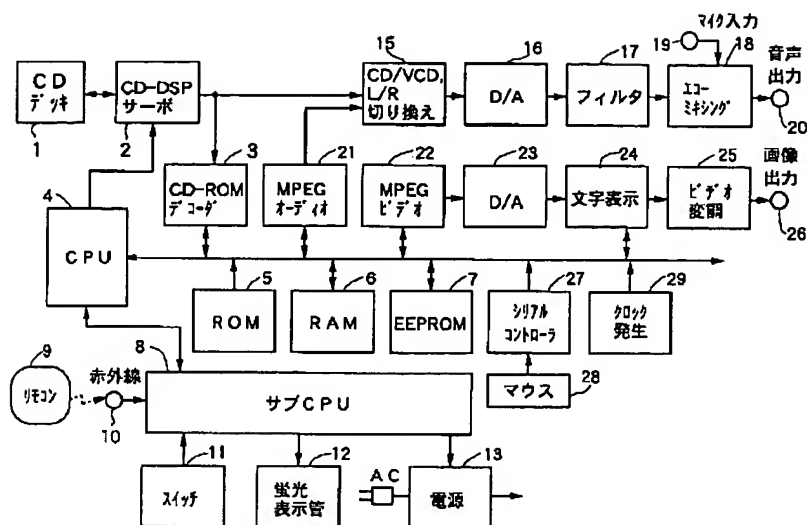 マイク入力
15
16
17
19
18
音声
出力
CD
デッキ
CD-DSP
サーボ
CD/VCD,
L/R
切り換え
D/A
フィルタ
エコー
ミキシング
1
2
20
3
21
22
23
24
25
画像
出力
4
CD-ROM
デコーダ
MPEG
オーディオ
MPEG
ビデオ
D/A
文字表示
ビデオ
変調
26
CPU
5
6
7
27
29
ROM
RAM
EEPROM
シリアル
コントローラ
クロック
発生
9
8
赤外線
リモコン
サブCPU
マウス
28
10
11
12
13
AC
スイッチ
蛍光
表示管
電源